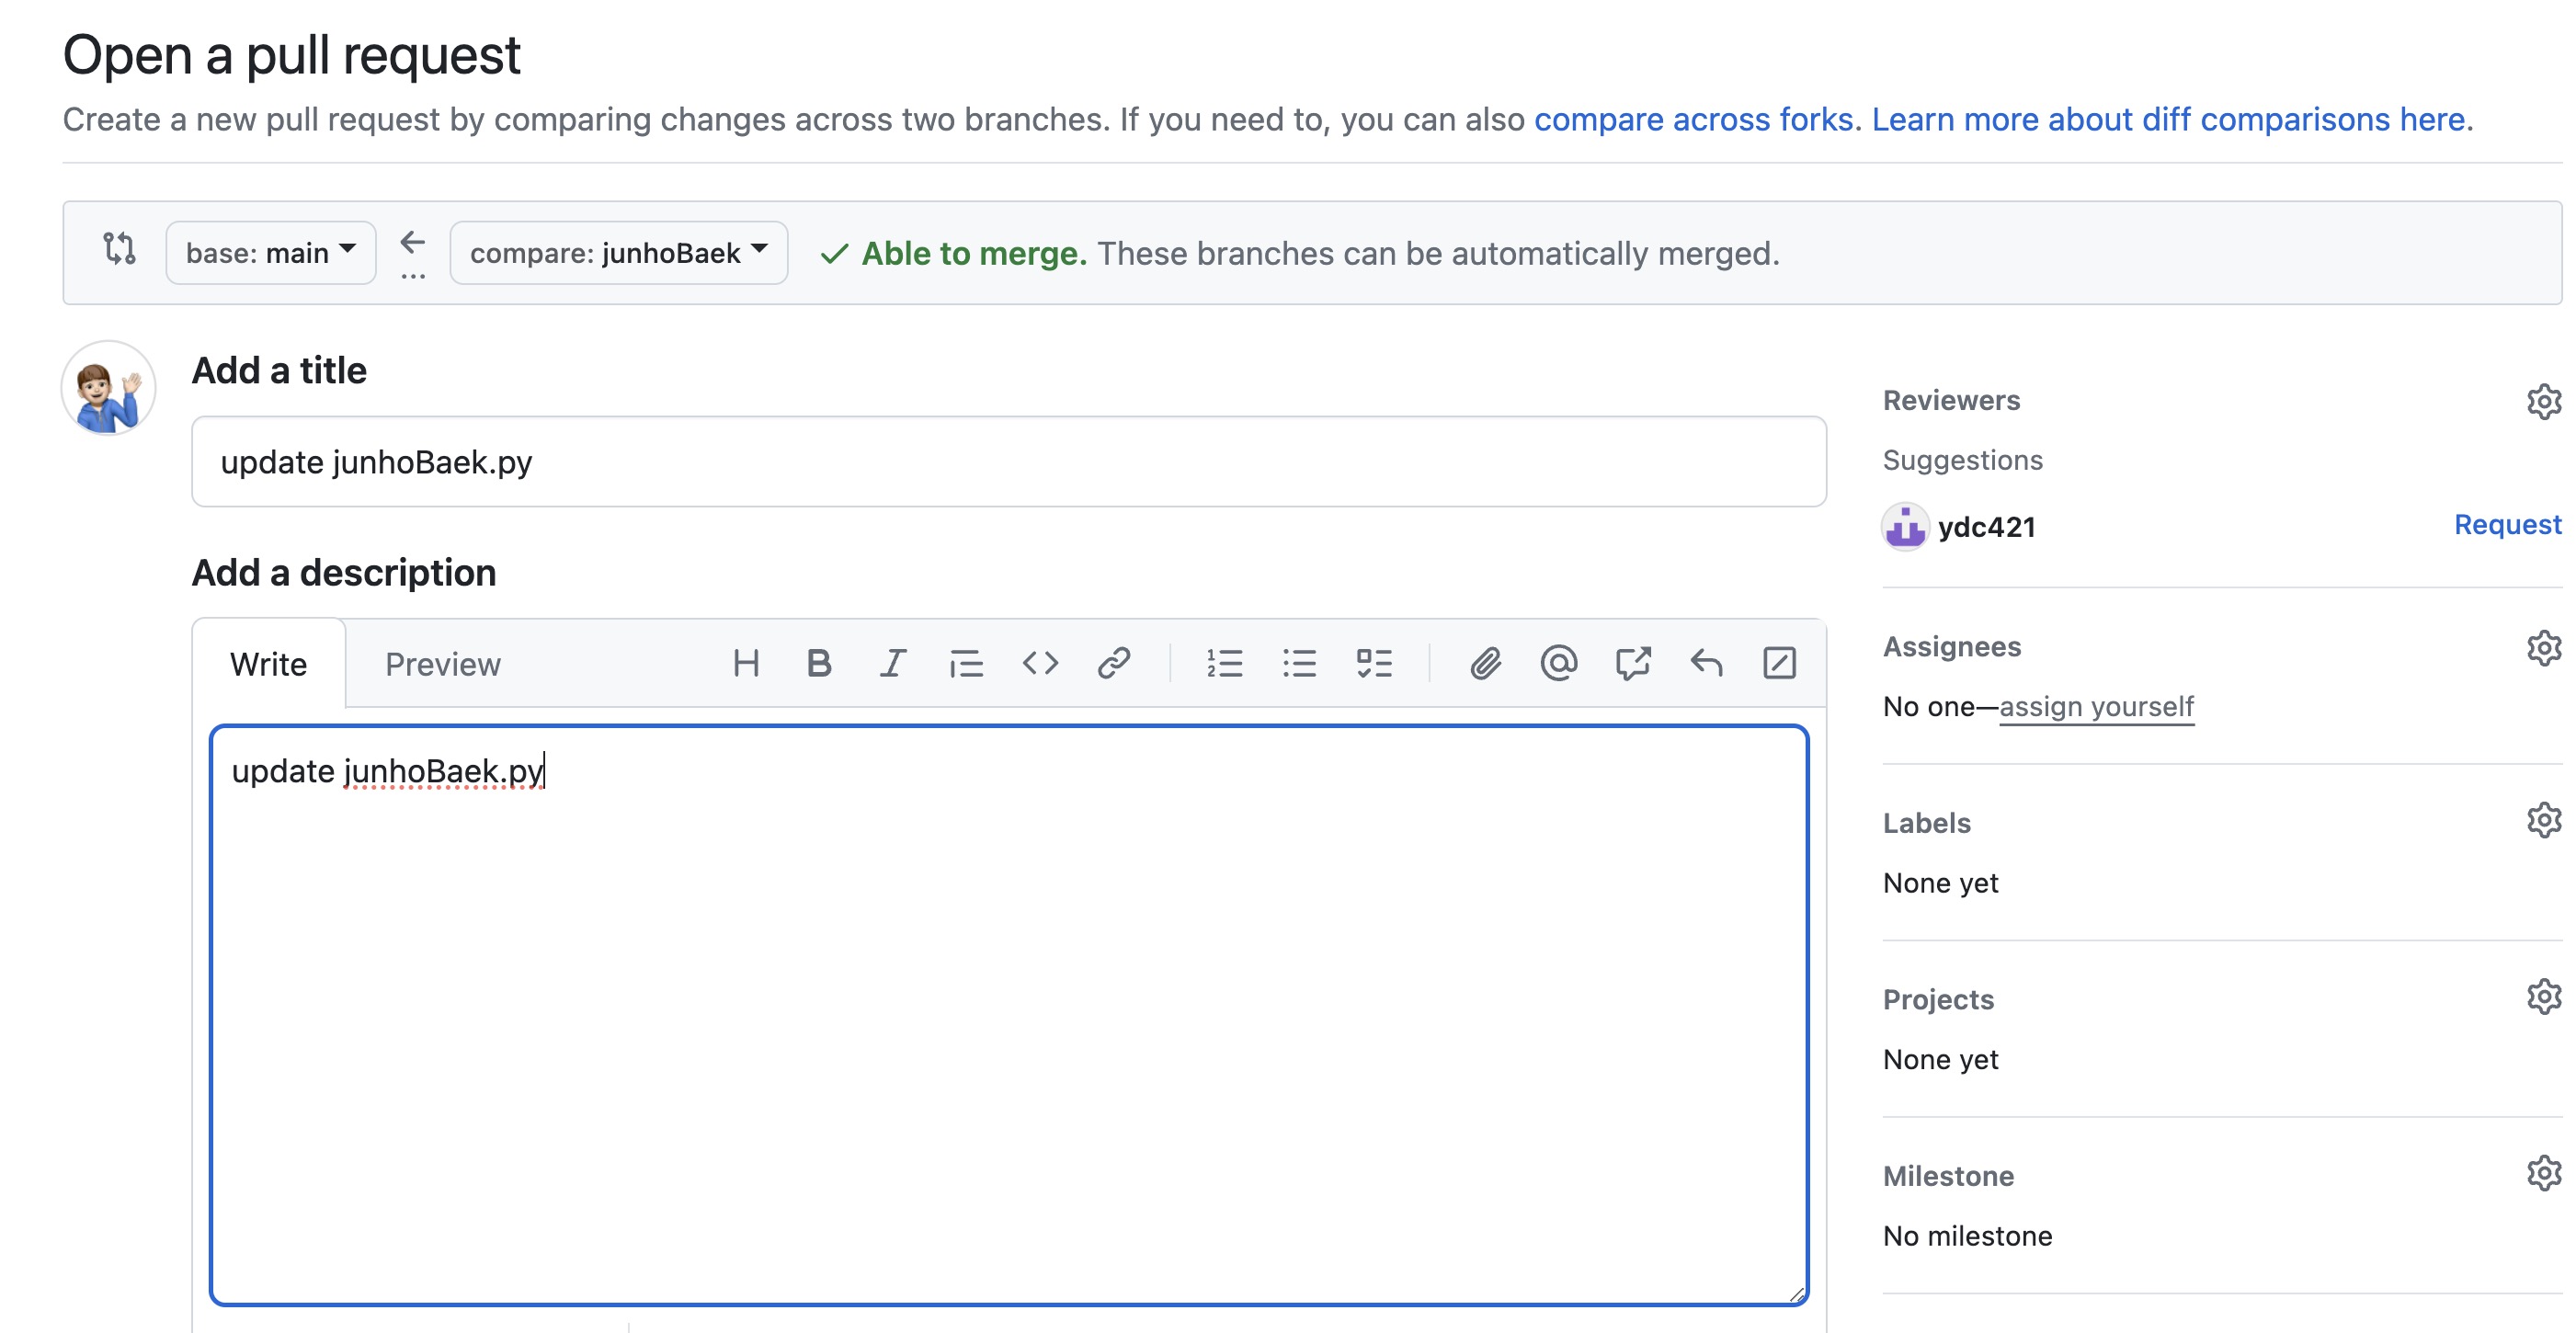 Open a pull request
Create a new pull request by comparing changes across two branches. If you need to, you can also compare across forks. Learn more about diff comparisons here.
base: main
compare: junhoBaek
Able to merge. These branches can be automatically merged.
Add a title
update junhoBaek.py
Add a description
Write
Preview
update junhoBaek.py
Reviewers
Suggestions
ydc421
Request
Assignees
No one—assign yourself
Labels
None yet
Projects
None yet
Milestone
No milestone